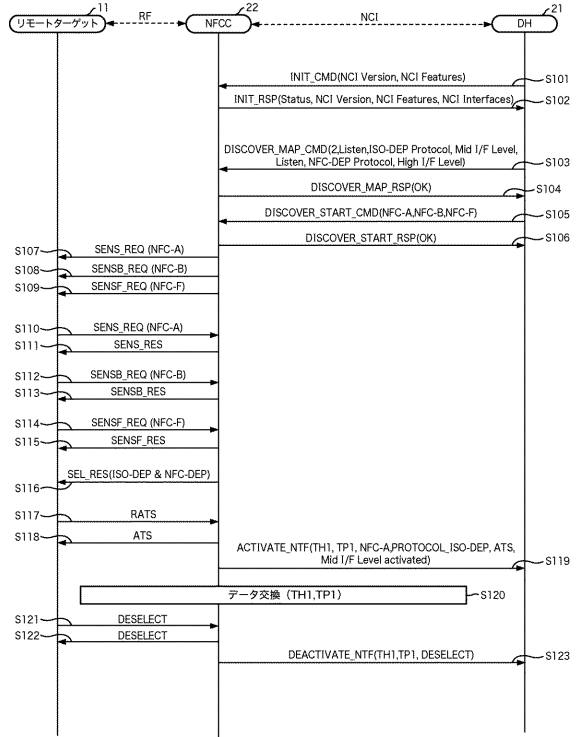 11 22 21
リモートターゲット RF NFCC NCI DH
INIT_CMD(NCI Version, NCI Features) S101
INIT_RSP(Status, NCI Version, NCI Features, NCI Interfaces) S102
DISCOVER_MAP_CMD(2,Listen,ISO-DEP Protocol, Mid I/F Level,
Listen, NFC-DEP Protocol, High I/F Level) S103
DISCOVER_MAP_RSP(OK) S104
DISCOVER_START_CMD(NFC-A,NFC-B,NFC-F) S105
DISCOVER_START_RSP(OK) S106
S107 SENS_REQ (NFC-A)
S108 SENSB_REQ (NFC-B)
S109 SENSF_REQ (NFC-F)
S110 SENS_REQ (NFC-A)
S111 SENS_RES
S112 SENSB_REQ (NFC-B)
S113 SENSB_RES
S114 SENSF_REQ (NFC-F)
S115 SENSF_RES
SEL_RES(ISO-DEP & NFC-DEP)
S116
S117 RATS
S118 ATS
ACTIVATE_NTF(TH1, TP1, NFC-A,PROTOCOL_ISO-DEP, ATS,
Mid I/F Level activated) S119
データ交換(TH1,TP1) S120
S121 DESELECT
S122 DESELECT
DEACTIVATE_NTF(TH1,TP1, DESELECT) S123